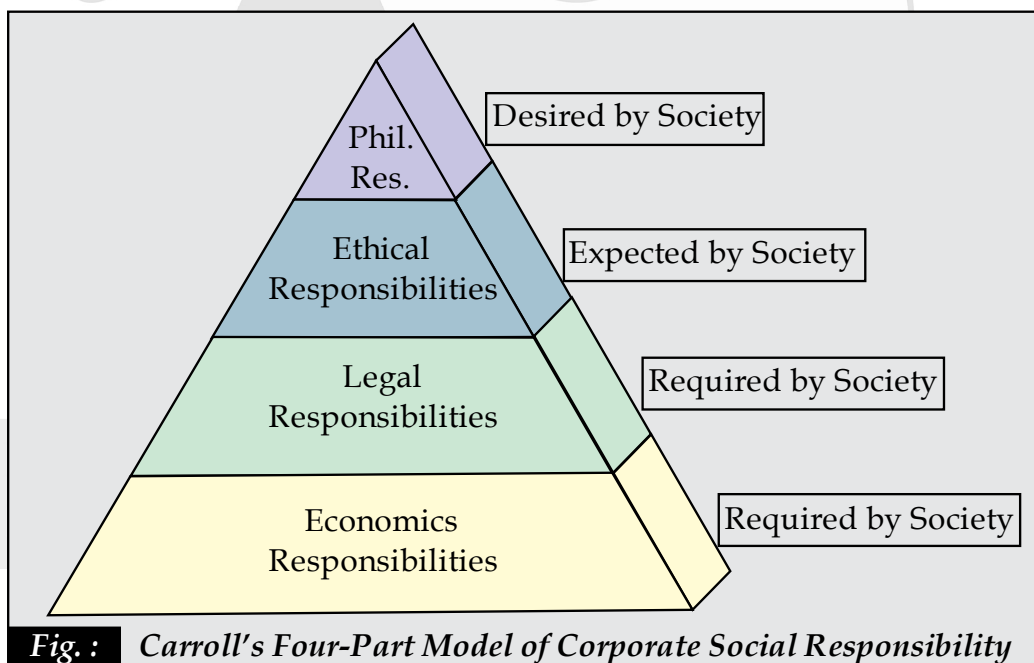 Phil.
Res.
Desired by Society
Ethical
Responsibilities
Expected by Society
Legal
Responsibilities
Required by Society
Economics
Responsibilities
Required by Society
Fig. : Carroll's Four-Part Model of Corporate Social Responsibility